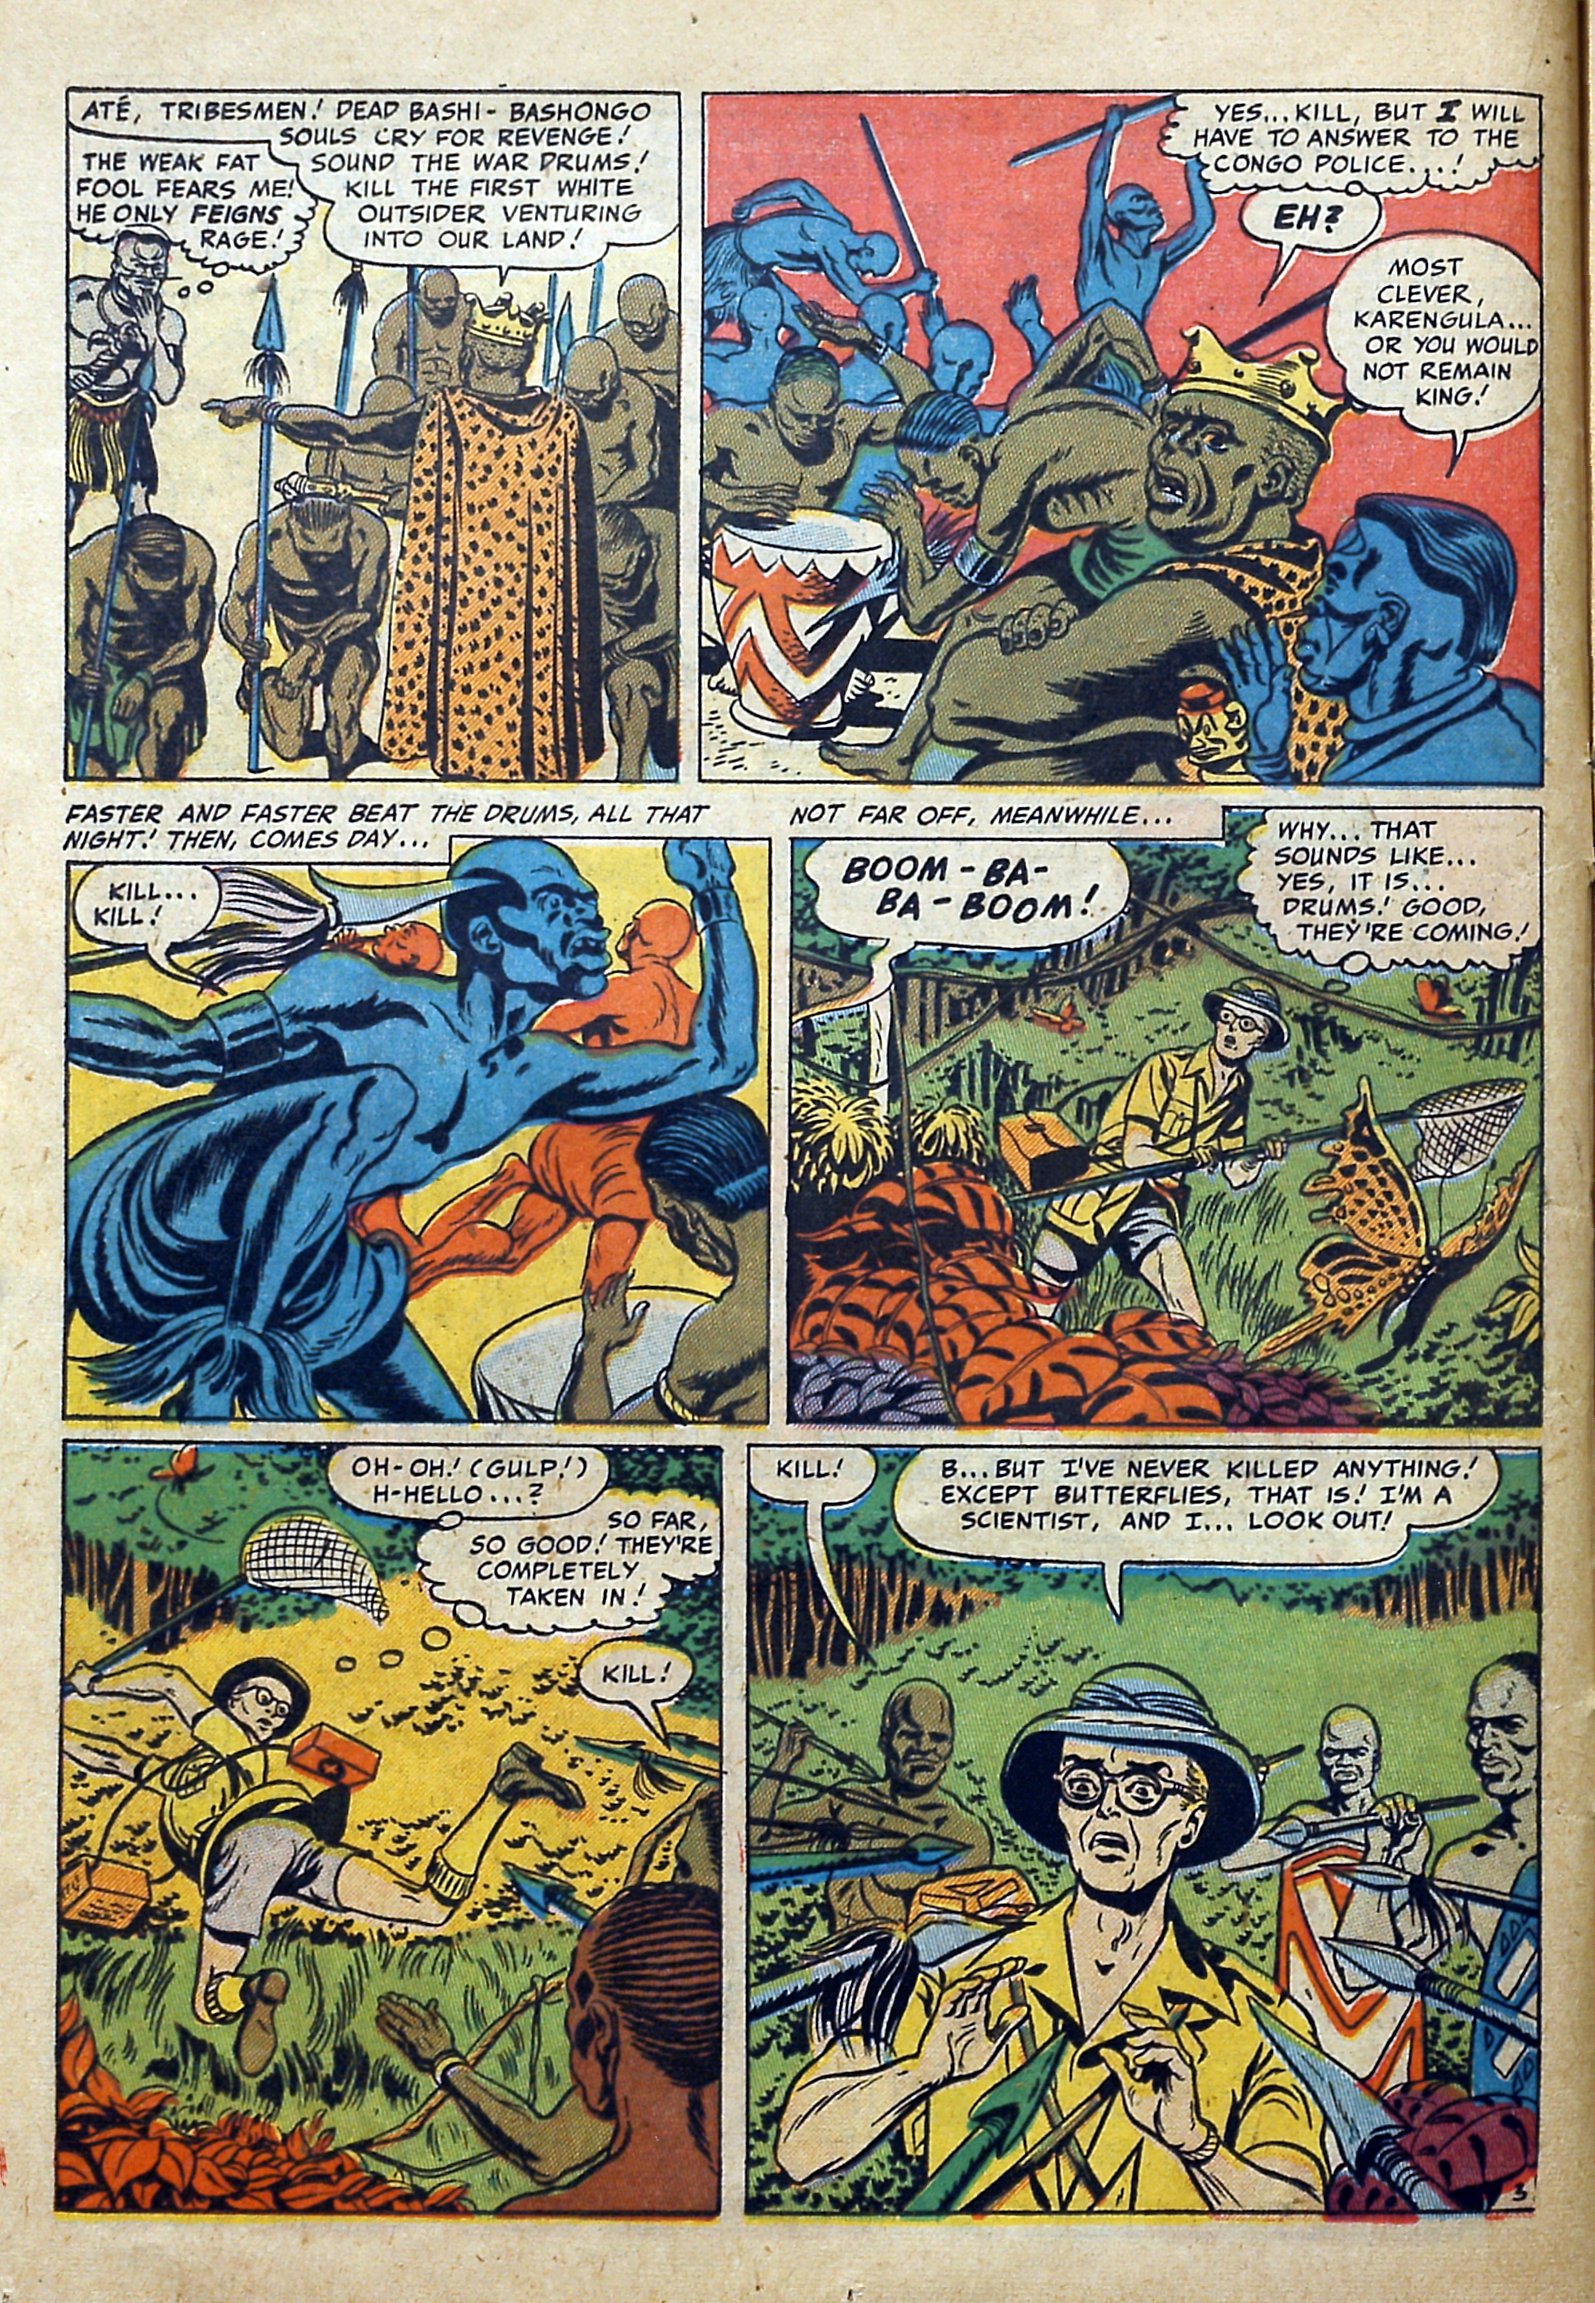 ATÉ, TRIBESMEN! DEAD BASHI-BASHONGO
SOULS CRY FOR REVENGE!
SOUND THE WAR DRUMS!
KILL THE FIRST WHITE
OUTSIDER VENTURING
INTO OUR LAND!
THE WEAK FAT
FOOL FEARS ME!
HE ONLY FEIGNS
RAGE!
YES...KILL, BUT I WILL
HAVE TO ANSWER TO THE
CONGO POLICE...!
EH?
MOST
CLEVER,
KARENGULA...
OR YOU WOULD
NOT REMAIN
KING!
FASTER AND FASTER BEAT THE DRUMS, ALL THAT
NIGHT! THEN, COMES DAY...
KILL...
KILL!
NOT FAR OFF, MEANWHILE...
BOOM-BA-
BA-BOOM!
WHY... THAT
SOUNDS LIKE...
YES, IT IS...
DRUMS! GOOD,
THEY'RE COMING!
OH-OH! (GULP!)
H-HELLO...?
SO FAR,
SO GOOD! THEY'RE
COMPLETELY
TAKEN IN!
KILL!
KILL!
B...BUT I'VE NEVER KILLED ANYTHING!
EXCEPT BUTTERFLIES, THAT IS! I'M A
SCIENTIST, AND I... LOOK OUT!
3